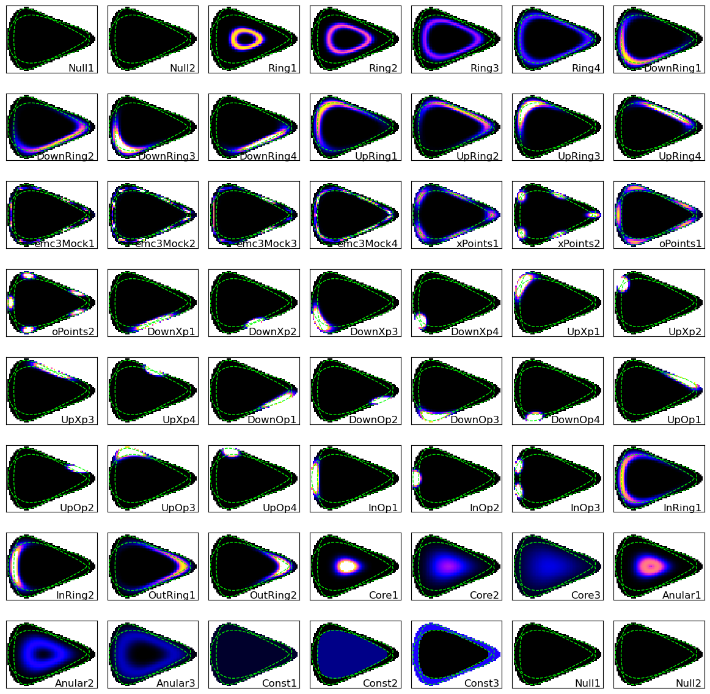 Null1 Null2 Ring1 Ring2 Ring3 Ring4 DownRing1
DownRing2 DownRing3 DownRing4 UpRing1 UpRing2 UpRing3 UpRing4
emc3Mock1 emc3Mock2 emc3Mock3 emc3Mock4 xPoints1 xPoints2 oPoints1
oPoints2 DownXp1 DownXp2 DownXp3 DownXp4 UpXp1 UpXp2
UpXp3 UpXp4 DownOp1 DownOp2 DownOp3 DownOp4 UpOp1
UpOp2 UpOp3 UpOp4 InOp1 InOp2 InOp3 InRing1
InRing2 OutRing1 OutRing2 Core1 Core2 Core3 Anular1
Anular2 Anular3 Const1 Const2 Const3 Null1 Null2